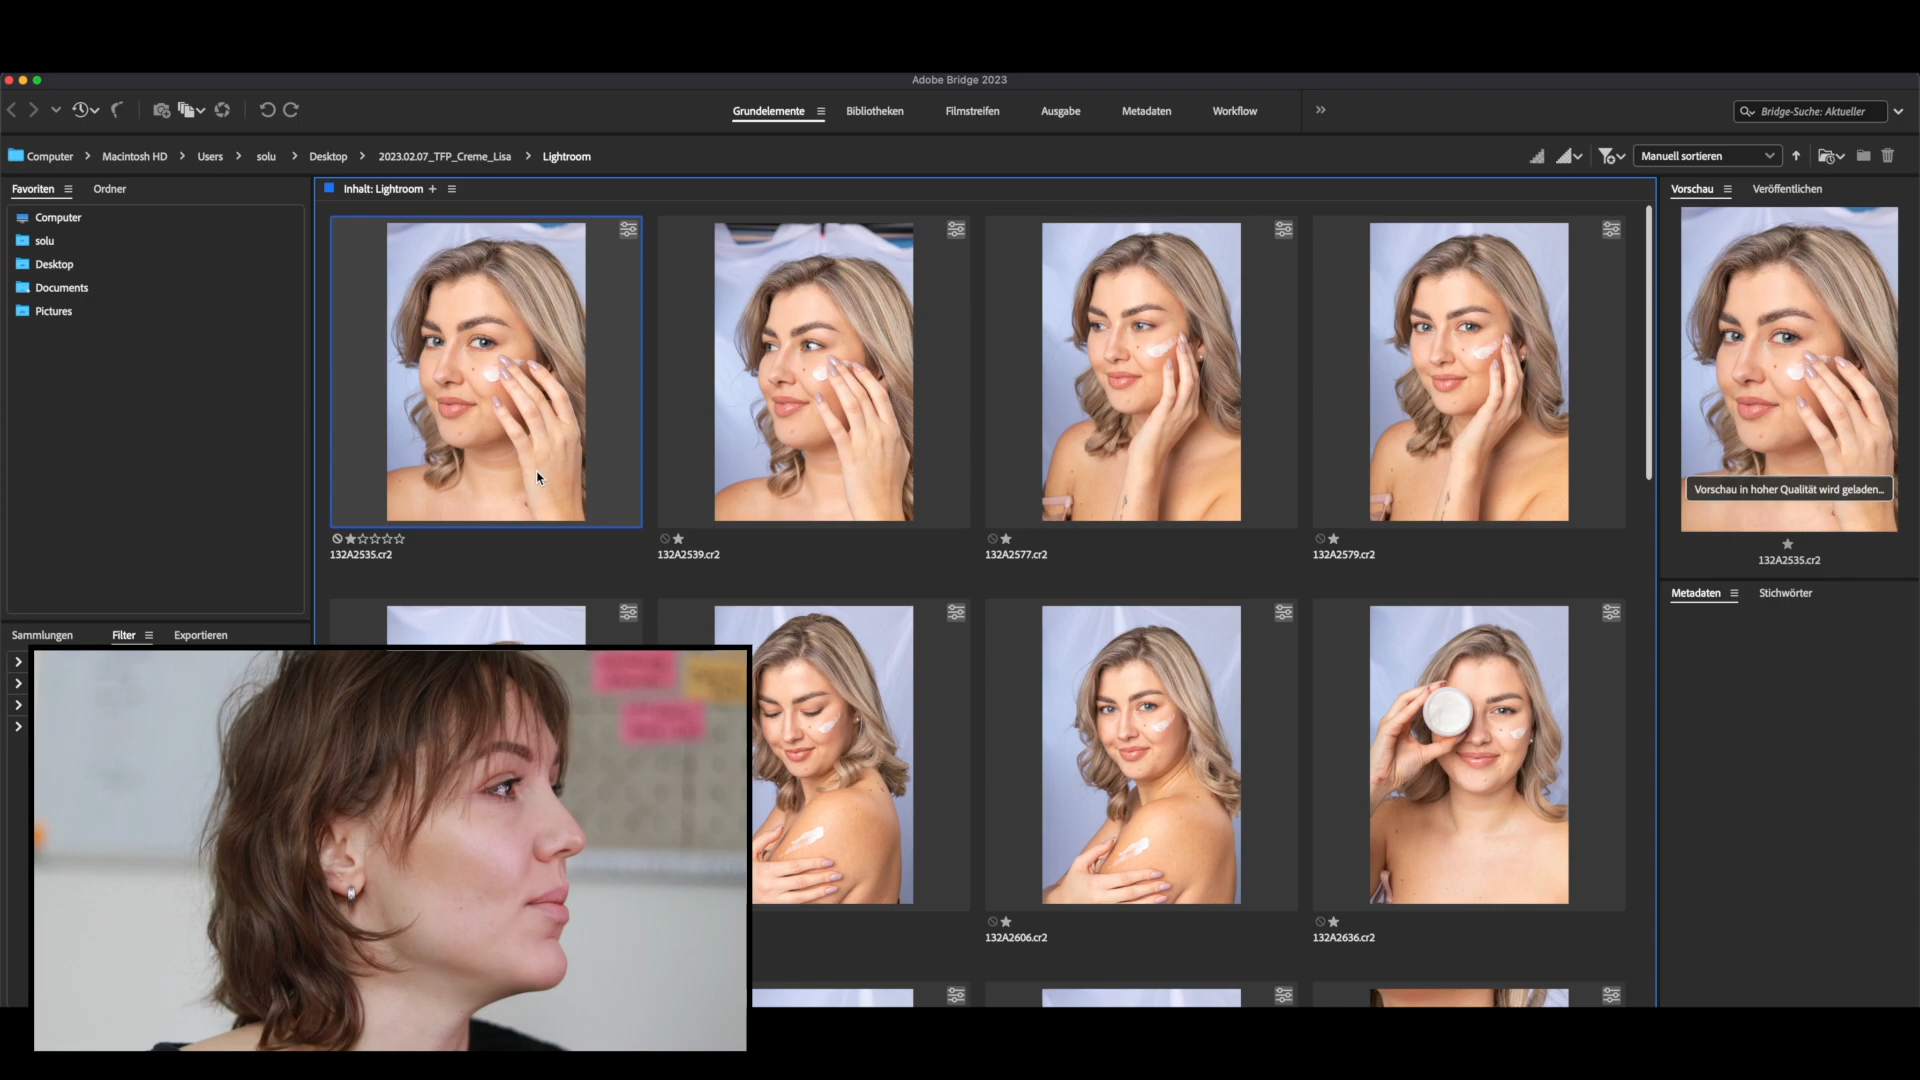 Adobe Bridge 2023
Grundelemente Bibliotheken Filmstreifen Ausgabe Metadaten Workflow
Bridge-Suche: Aktueller
Computer Macintosh HD Users solu Desktop 2023.02.07_TFP_Creme_Lisa Lightroom
Manuell sortieren
Favoriten Ordner
Computer
solu
Desktop
Documents
Pictures
Sammlungen Filter Exportieren
Inhalt: Lightroom
132A2535.cr2 132A2539.cr2 132A2577.cr2 132A2579.cr2
132A2606.cr2 132A2636.cr2
Vorschau Veröffentlichen
Vorschau in hoher Qualität wird geladen...
132A2535.cr2
Metadaten Stichwörter